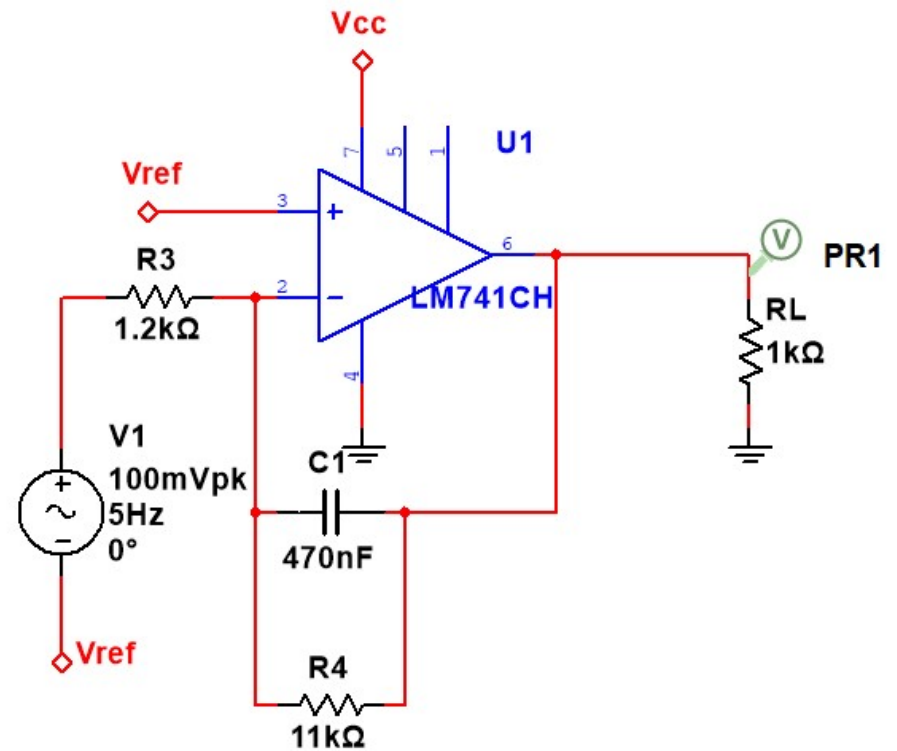 Vcc
U1
7
5
1
Vref
3
+
6
V
PR1
R3
2
−
LM741CH
1.2kΩ
RL
1kΩ
4
V1
+
100mVpk
5Hz
0°
−
C1
470nF
Vref
R4
11kΩ